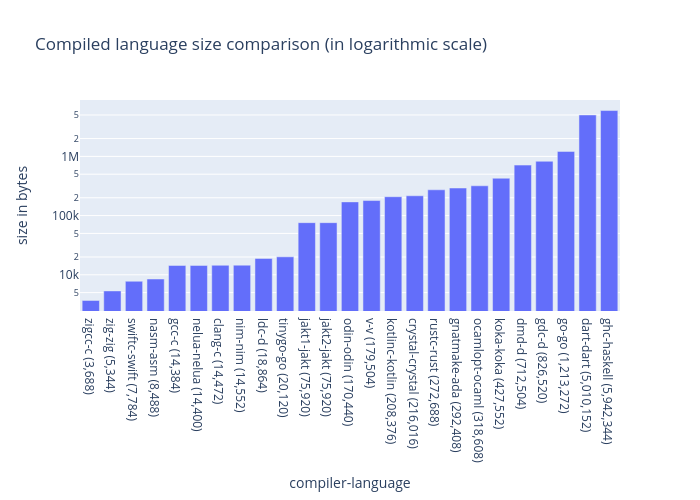 Compiled language size comparison (in logarithmic scale)
size in bytes
5
2
1M
5
2
100k
5
2
10k
5
zigcc-c (3,688)
zig-zig (5,344)
swiftc-swift (7,784)
nasm-asm (8,488)
gcc-c (14,384)
nelua-nelua (14,400)
clang-c (14,472)
nim-nim (14,552)
ldc-d (18,864)
tinygo-go (20,120)
jakt1-jakt (75,920)
jakt2-jakt (75,920)
odin-odin (170,440)
v-v (179,504)
kotlinc-kotlin (208,376)
crystal-crystal (216,016)
rustc-rust (272,688)
gnatmake-ada (292,408)
ocamlopt-ocaml (318,608)
koka-koka (427,552)
dmd-d (712,504)
gdc-d (826,520)
go-go (1,213,272)
dart-dart (5,010,152)
ghc-haskell (5,942,344)
compiler-language